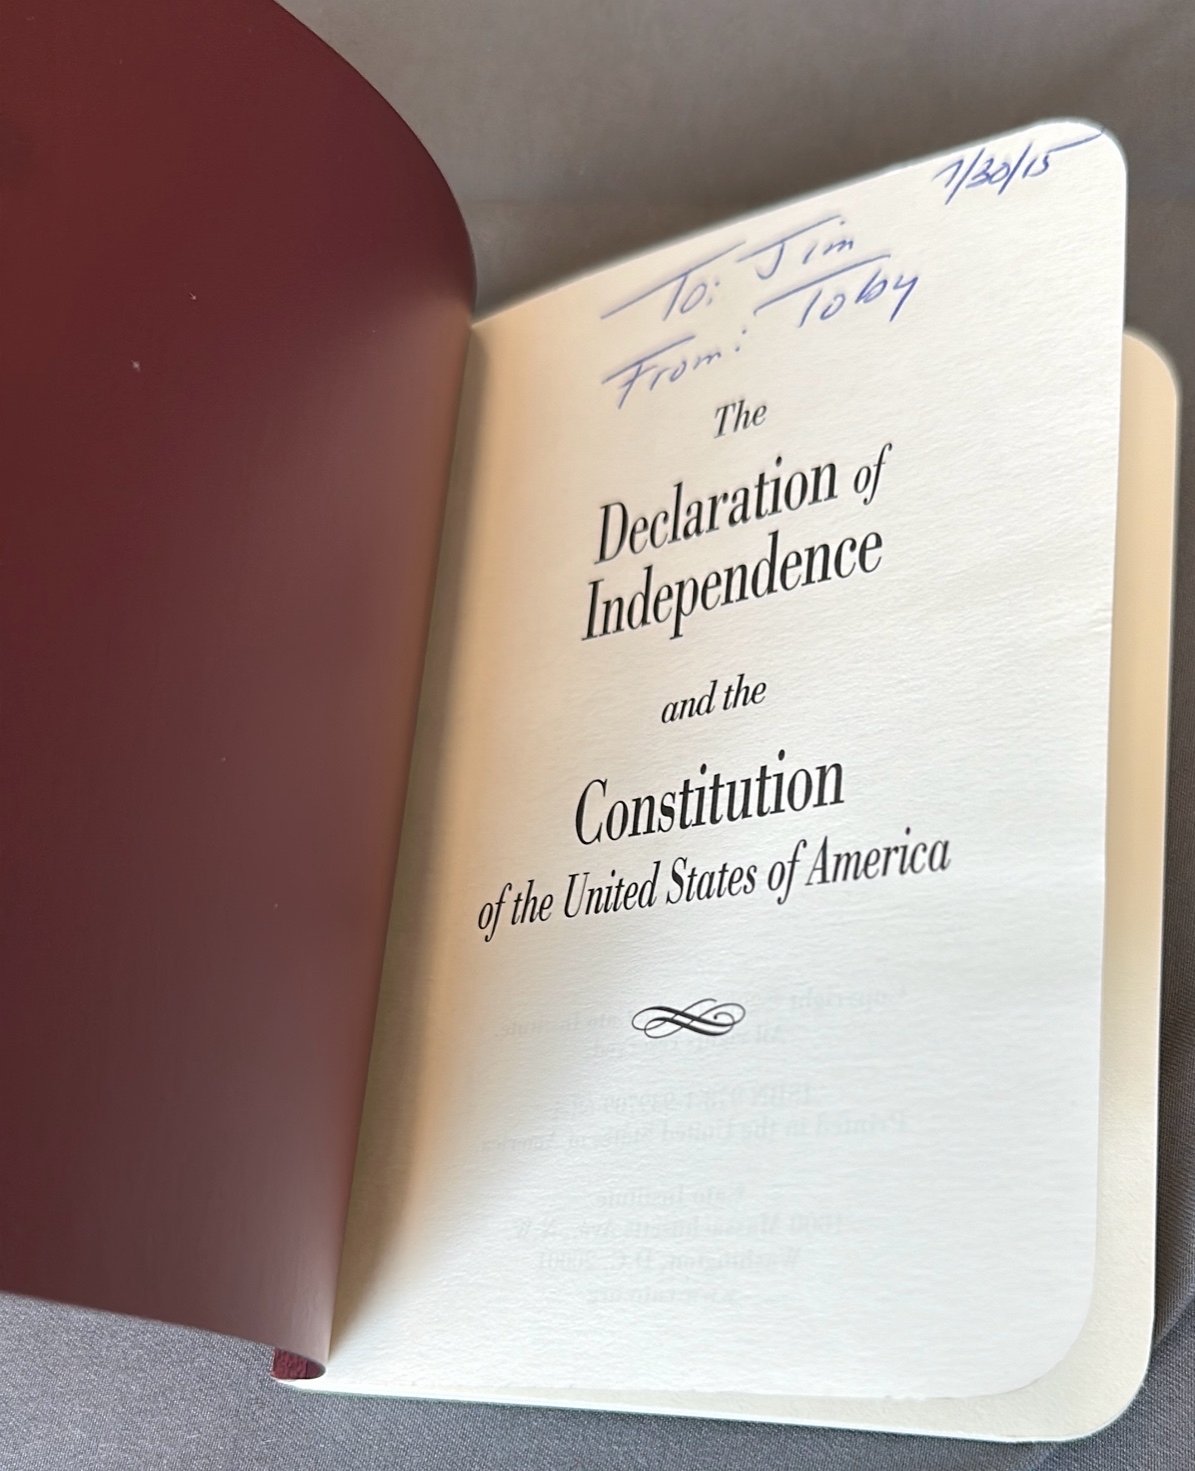 7/30/15
To: Jim
From: Toby
The
Declaration of
Independence
and the
Constitution
of the United States of America